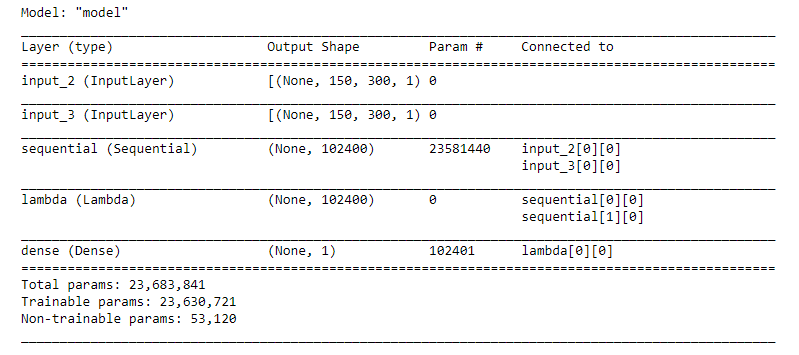 Model: "model"
__________________________________________________________________________________________________
Layer (type)                    Output Shape         Param #     Connected to
==================================================================================================
input_2 (InputLayer)            [(None, 150, 300, 1) 0
__________________________________________________________________________________________________
input_3 (InputLayer)            [(None, 150, 300, 1) 0
__________________________________________________________________________________________________
sequential (Sequential)         (None, 102400)       23581440    input_2[0][0]
                                                                 input_3[0][0]
__________________________________________________________________________________________________
lambda (Lambda)                 (None, 102400)       0           sequential[0][0]
                                                                 sequential[1][0]
__________________________________________________________________________________________________
dense (Dense)                   (None, 1)            102401      lambda[0][0]
==================================================================================================
Total params: 23,683,841
Trainable params: 23,630,721
Non-trainable params: 53,120
__________________________________________________________________________________________________